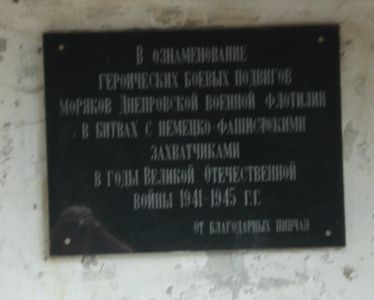 В ОЗНАМЕНОВАНИЕ
ГЕРОИЧЕСКИХ БОЕВЫХ ПОДВИГОВ
МОРЯКОВ ДНЕПРОВСКОЙ ВОЕННОЙ ФЛОТИЛИИ
В БИТВАХ С НЕМЕЦКО-ФАШИСТСКИМИ
ЗАХВАТЧИКАМИ
В ГОДЫ ВЕЛИКОЙ ОТЕЧЕСТВЕННОЙ
ВОЙНЫ 1941-1945 Г.Г.
ОТ БЛАГОДАРНЫХ ПИНЧАН